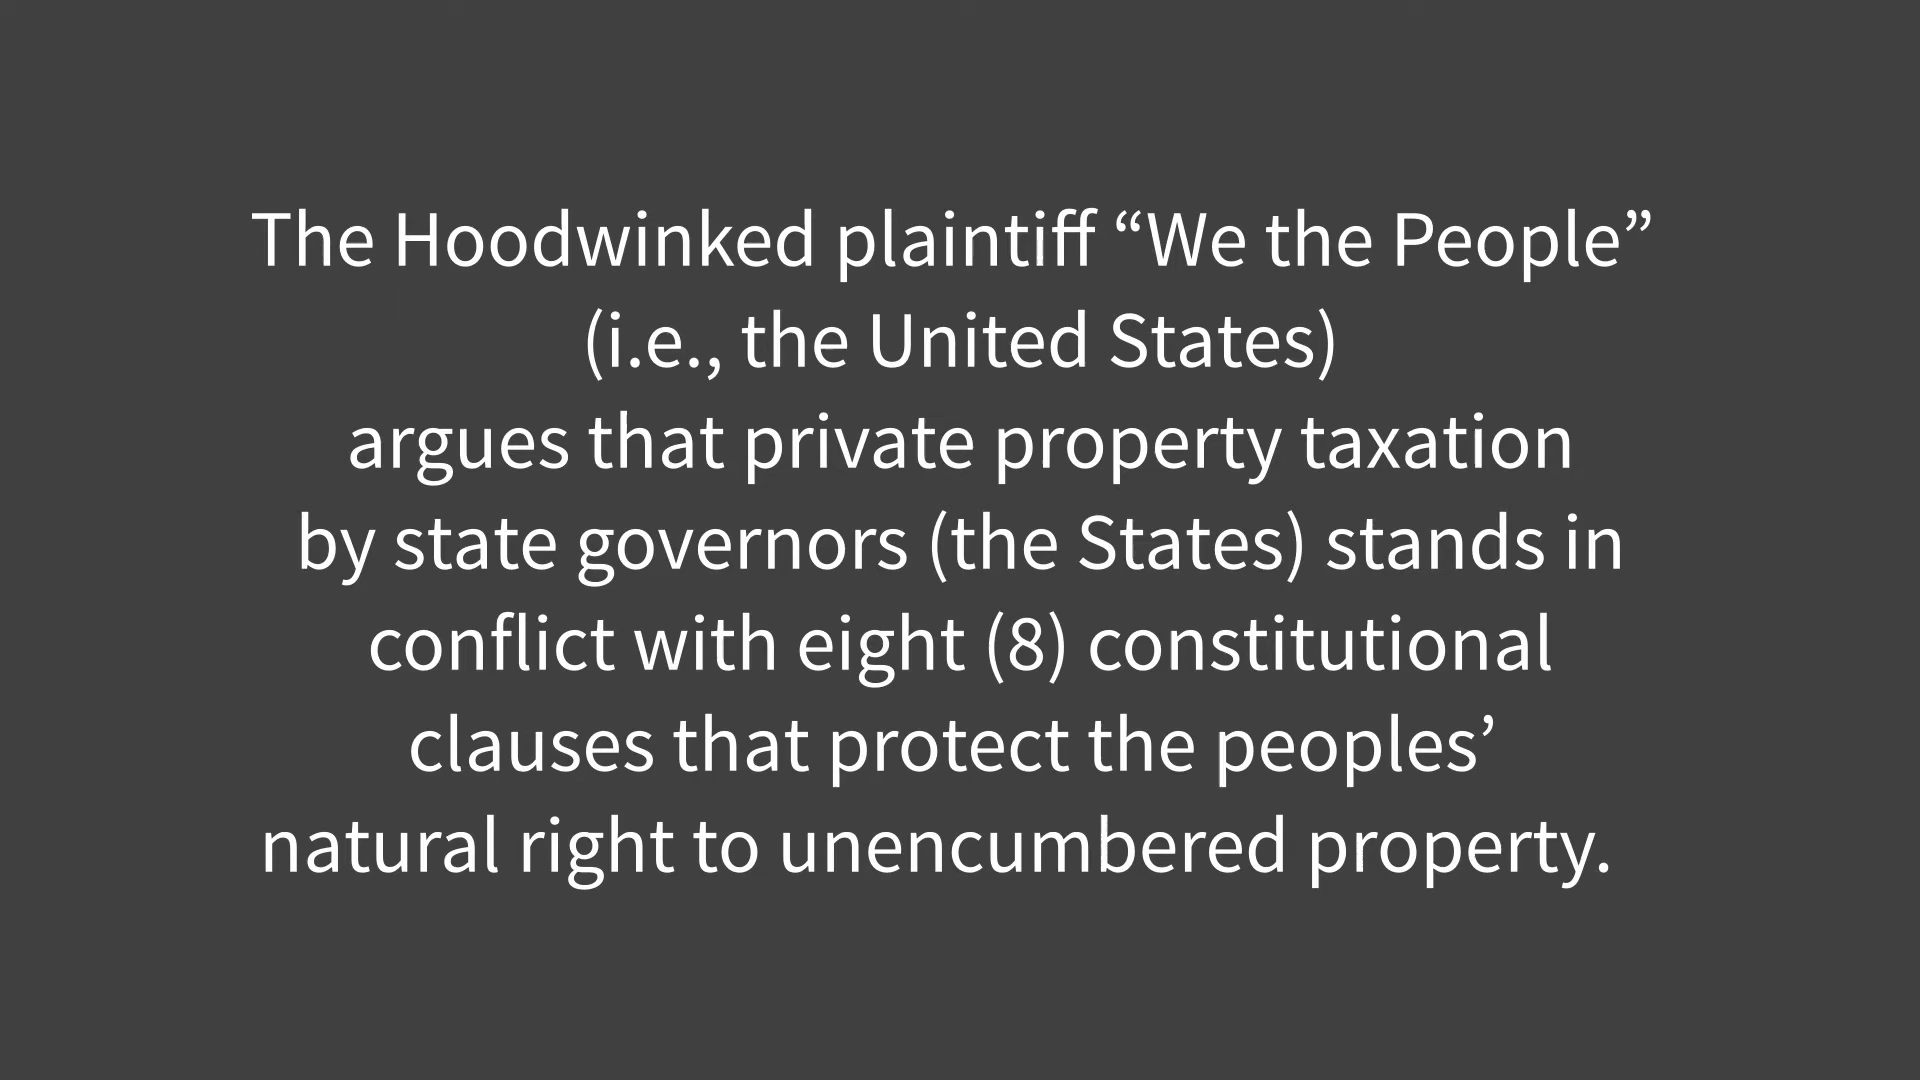 The Hoodwinked plaintiff “We the People”
(i.e., the United States)
argues that private property taxation
by state governors (the States) stands in
conflict with eight (8) constitutional
clauses that protect the peoples’
natural right to unencumbered property.